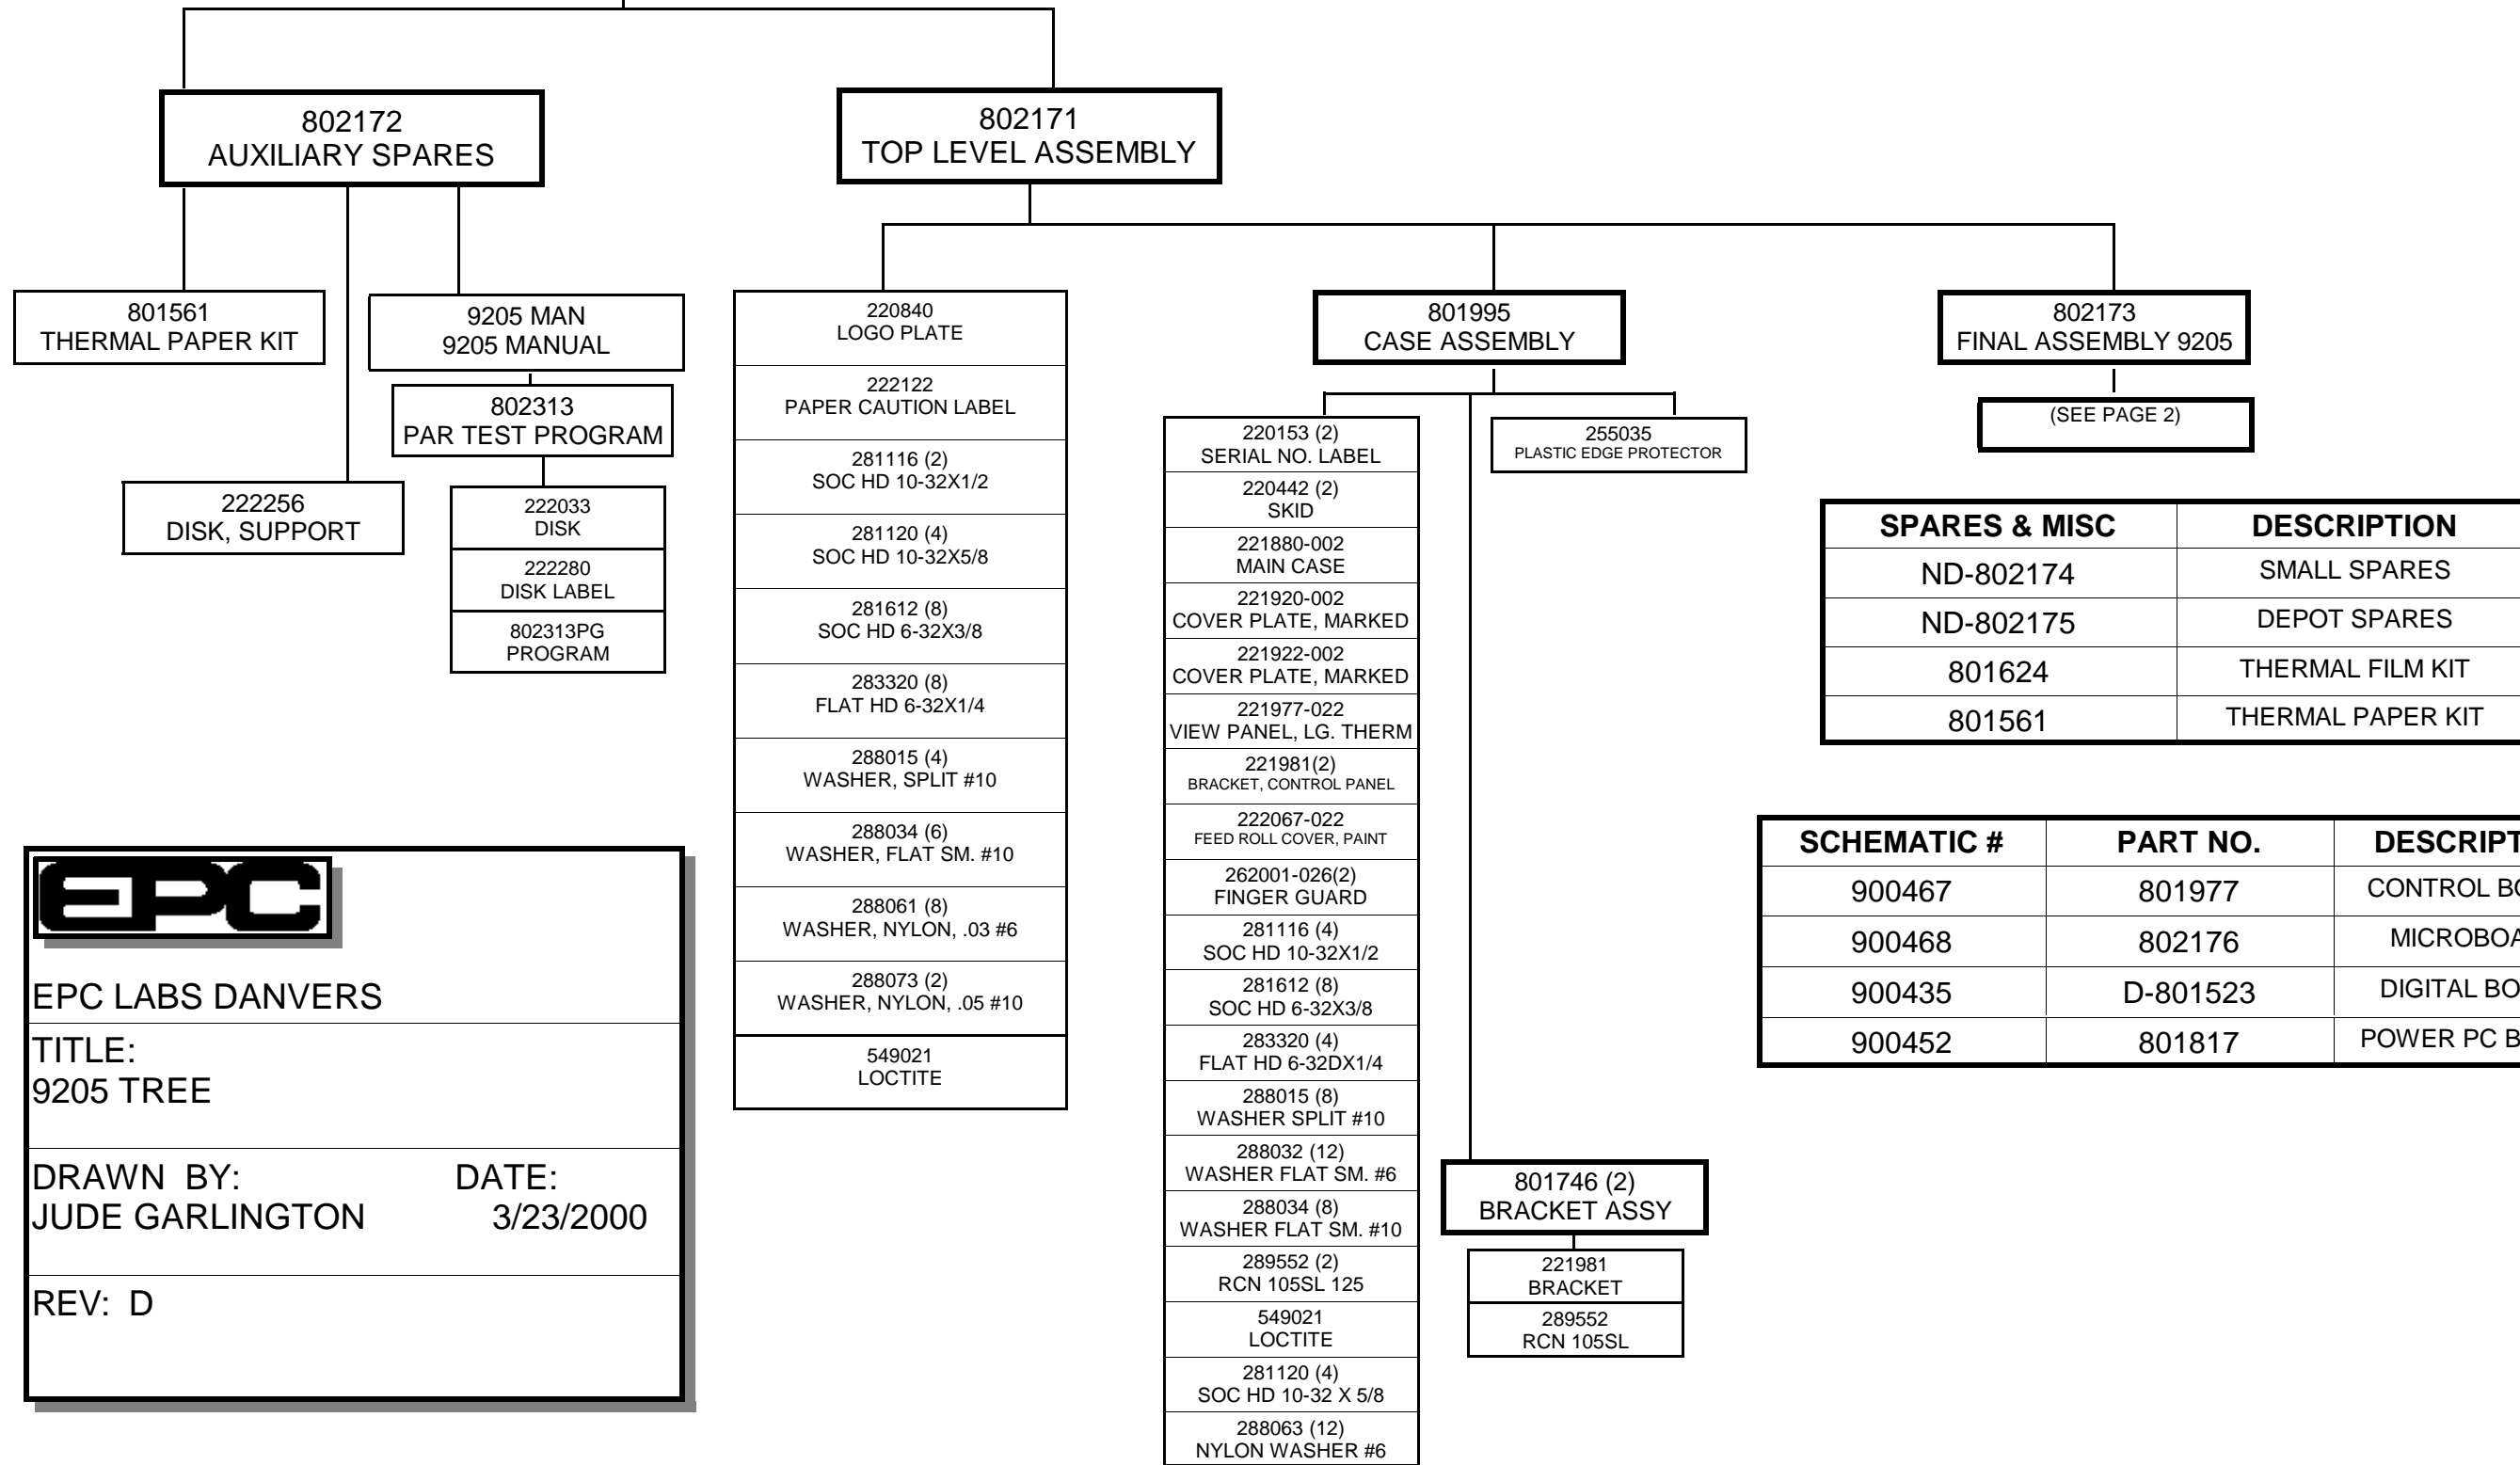 802172
AUXILIARY SPARES
802171
TOP LEVEL ASSEMBLY
801561
THERMAL PAPER KIT
9205 MAN
9205 MANUAL
802313
PAR TEST PROGRAM
222256
DISK, SUPPORT
222033
DISK
222280
DISK LABEL
802313PG
PROGRAM
220840
LOGO PLATE
222122
PAPER CAUTION LABEL
281116 (2)
SOC HD 10-32X1/2
281120 (4)
SOC HD 10-32X5/8
281612 (8)
SOC HD 6-32X3/8
283320 (8)
FLAT HD 6-32X1/4
288015 (4)
WASHER, SPLIT #10
288034 (6)
WASHER, FLAT SM. #10
288061 (8)
WASHER, NYLON, .03 #6
288073 (2)
WASHER, NYLON, .05 #10
549021
LOCTITE
801995
CASE ASSEMBLY
220153 (2)
SERIAL NO. LABEL
220442 (2)
SKID
221880-002
MAIN CASE
221920-002
COVER PLATE, MARKED
221922-002
COVER PLATE, MARKED
221977-022
VIEW PANEL, LG. THERM
221981(2)
BRACKET, CONTROL PANEL
222067-022
FEED ROLL COVER, PAINT
262001-026(2)
FINGER GUARD
281116 (4)
SOC HD 10-32X1/2
281612 (8)
SOC HD 6-32X3/8
283320 (4)
FLAT HD 6-32DX1/4
288015 (8)
WASHER SPLIT #10
288032 (12)
WASHER FLAT SM. #6
288034 (8)
WASHER FLAT SM. #10
289552 (2)
RCN 105SL 125
549021
LOCTITE
281120 (4)
SOC HD 10-32 X 5/8
288063 (12)
NYLON WASHER #6
255035
PLASTIC EDGE PROTECTOR
801746 (2)
BRACKET ASSY
221981
BRACKET
289552
RCN 105SL
802173
FINAL ASSEMBLY 9205
(SEE PAGE 2)
SPARES & MISC DESCRIPTION
ND-802174 SMALL SPARES
ND-802175 DEPOT SPARES
801624 THERMAL FILM KIT
801561 THERMAL PAPER KIT
SCHEMATIC # PART NO. DESCRIPT
900467 801977 CONTROL BO
900468 802176 MICROBOA
900435 D-801523 DIGITAL BO
900452 801817 POWER PC B
EPC
EPC LABS DANVERS
TITLE:
9205 TREE
DRAWN BY: DATE:
JUDE GARLINGTON 3/23/2000
REV: D